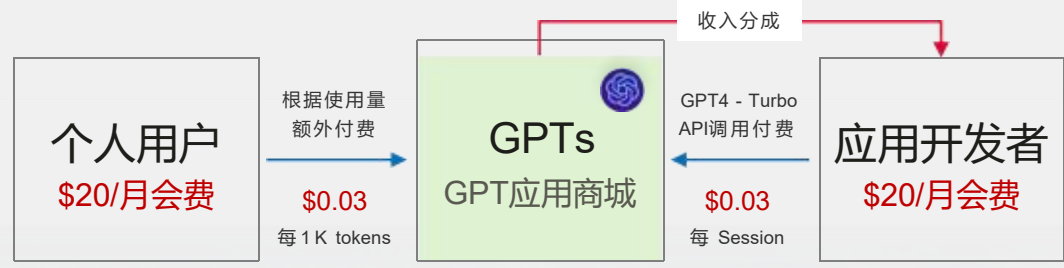 收入分成
个人用户
$20/月会费
根据使用量
额外付费
$0.03
每1K tokens
GPTs
GPT应用商城
GPT4 - Turbo
API调用付费
$0.03
每 Session
应用开发者
$20/月会费